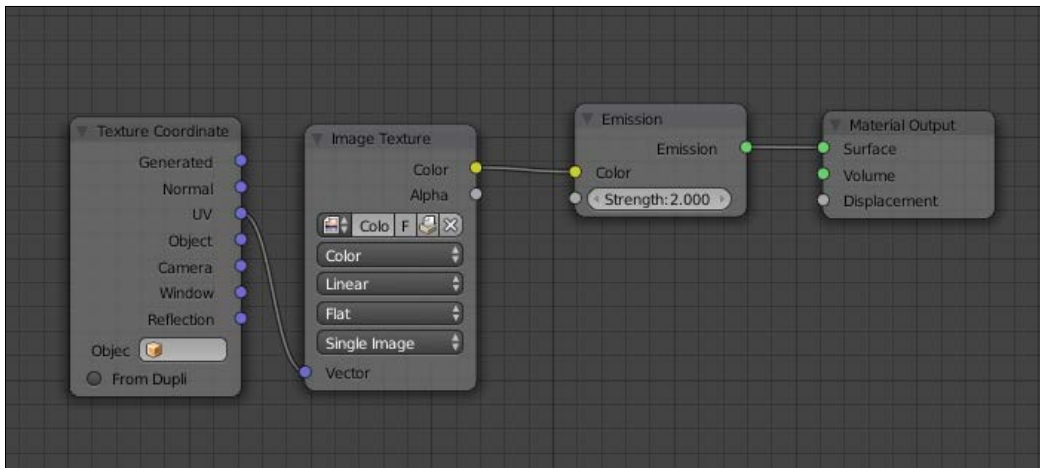 Texture Coordinate
Generated
Normal
UV
Object
Camera
Window
Reflection
Objec
From Dupli
Image Texture
Color
Alpha
Colo F
Color
Linear
Flat
Single Image
Vector
Emission
Emission
Color
Strength: 2.000
Material Output
Surface
Volume
Displacement